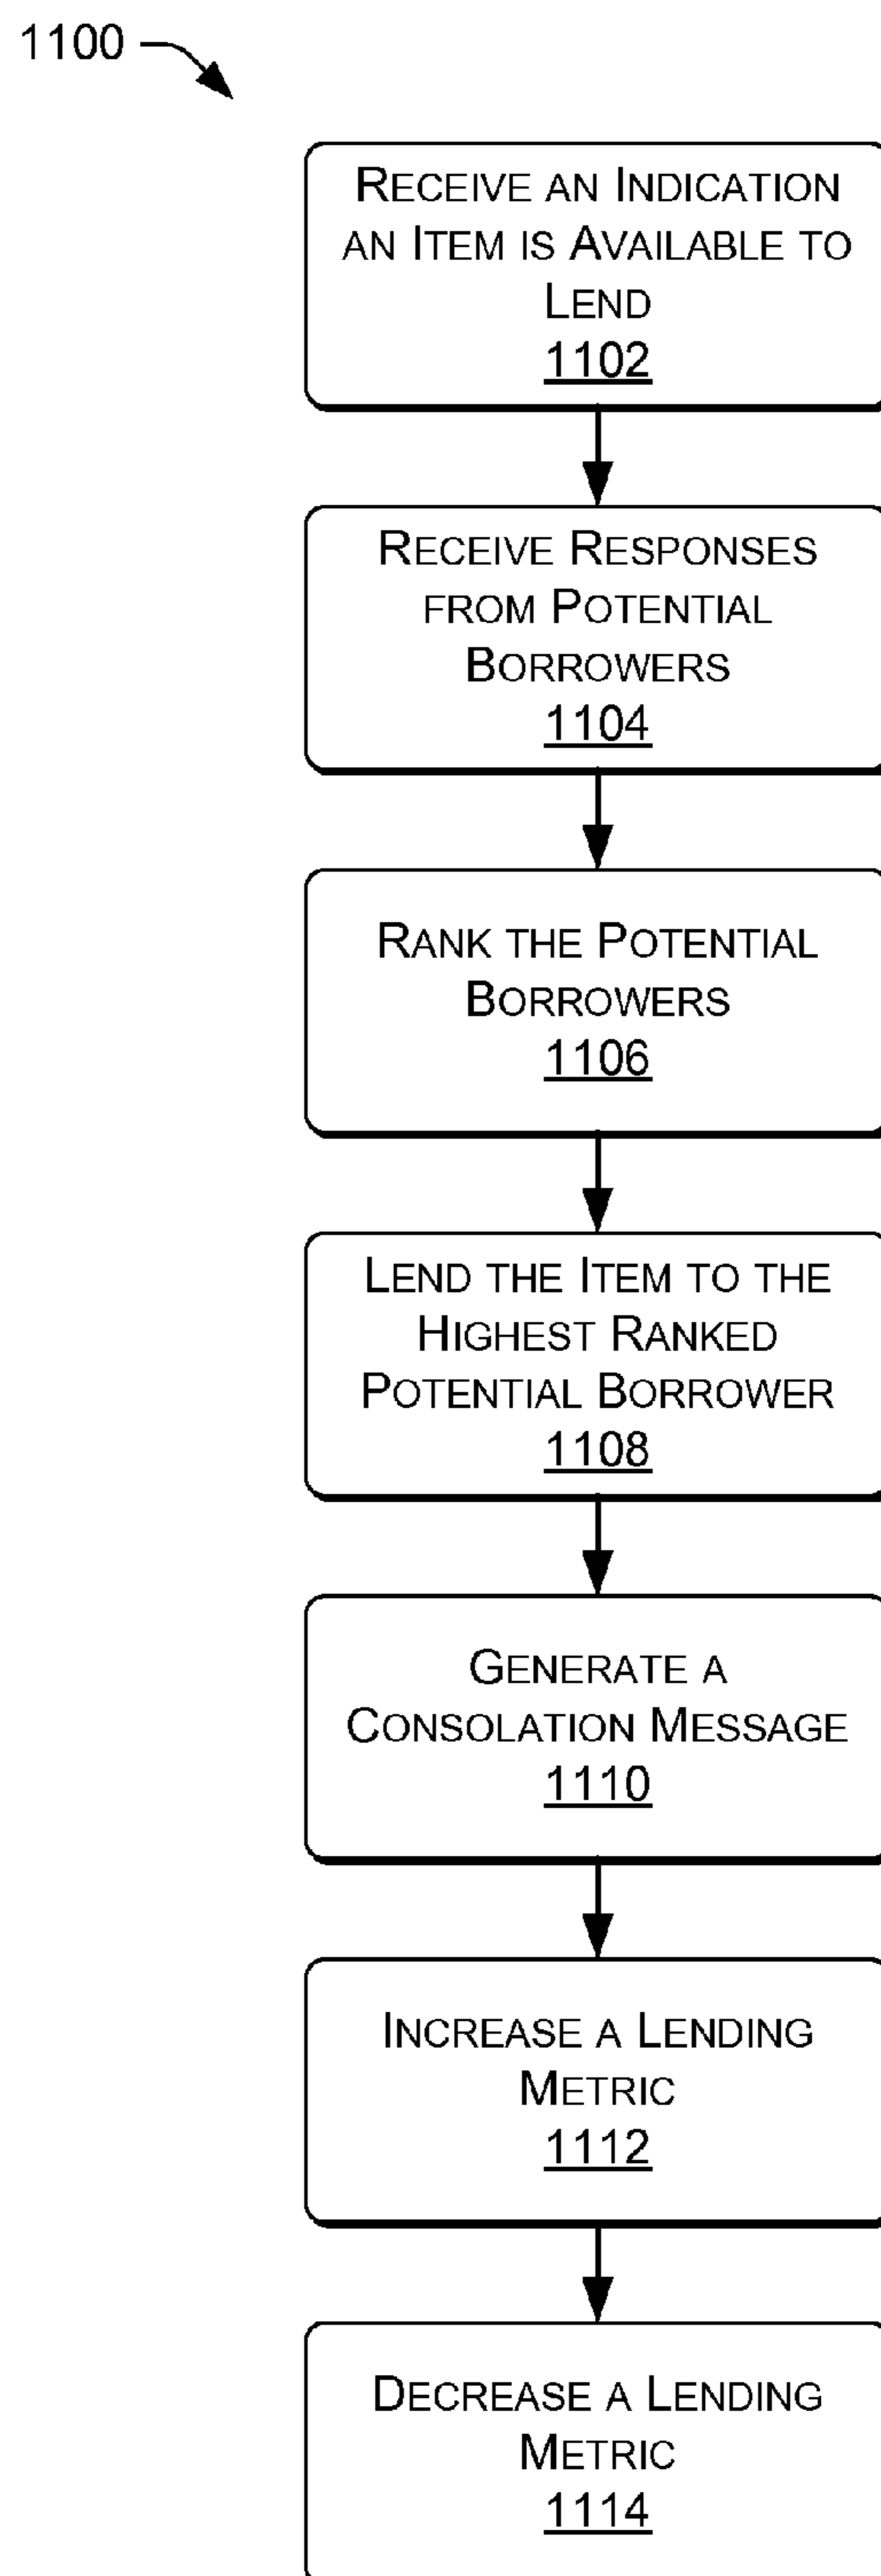 1100
RECEIVE AN INDICATION
AN ITEM IS AVAILABLE TO
LEND
1102
RECEIVE RESPONSES
FROM POTENTIAL
BORROWERS
1104
RANK THE POTENTIAL
BORROWERS
1106
LEND THE ITEM TO THE
HIGHEST RANKED
POTENTIAL BORROWER
1108
GENERATE A
CONSOLATION MESSAGE
1110
INCREASE A LENDING
METRIC
1112
DECREASE A LENDING
METRIC
1114